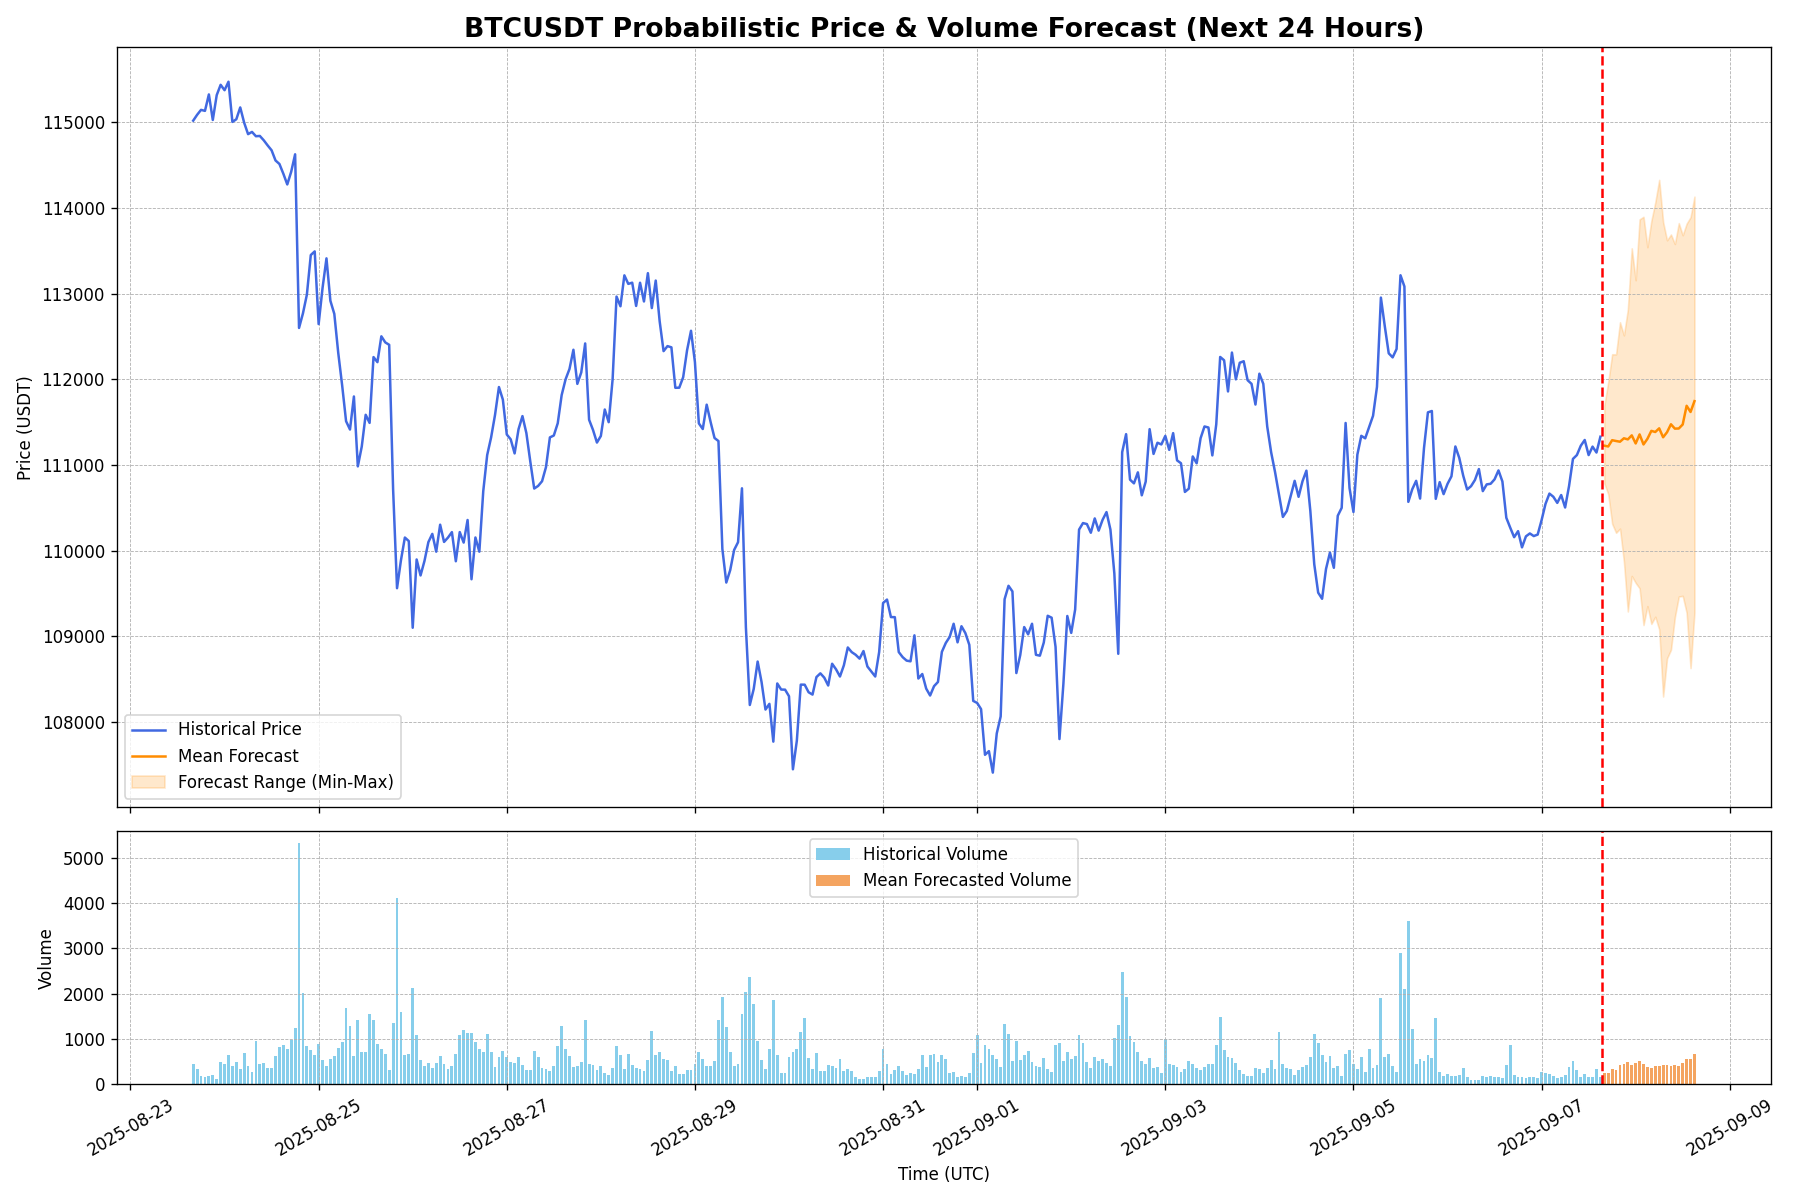 BTCUSDT Probabilistic Price & Volume Forecast (Next 24 Hours)
Price (USDT)
115000
114000
113000
112000
111000
110000
109000
108000
Historical Price
Mean Forecast
Forecast Range (Min-Max)
Volume
5000
4000
3000
2000
1000
0
Historical Volume
Mean Forecasted Volume
2025-08-23
2025-08-25
2025-08-27
2025-08-29
2025-08-31
2025-09-01
2025-09-03
2025-09-05
2025-09-07
2025-09-09
Time (UTC)